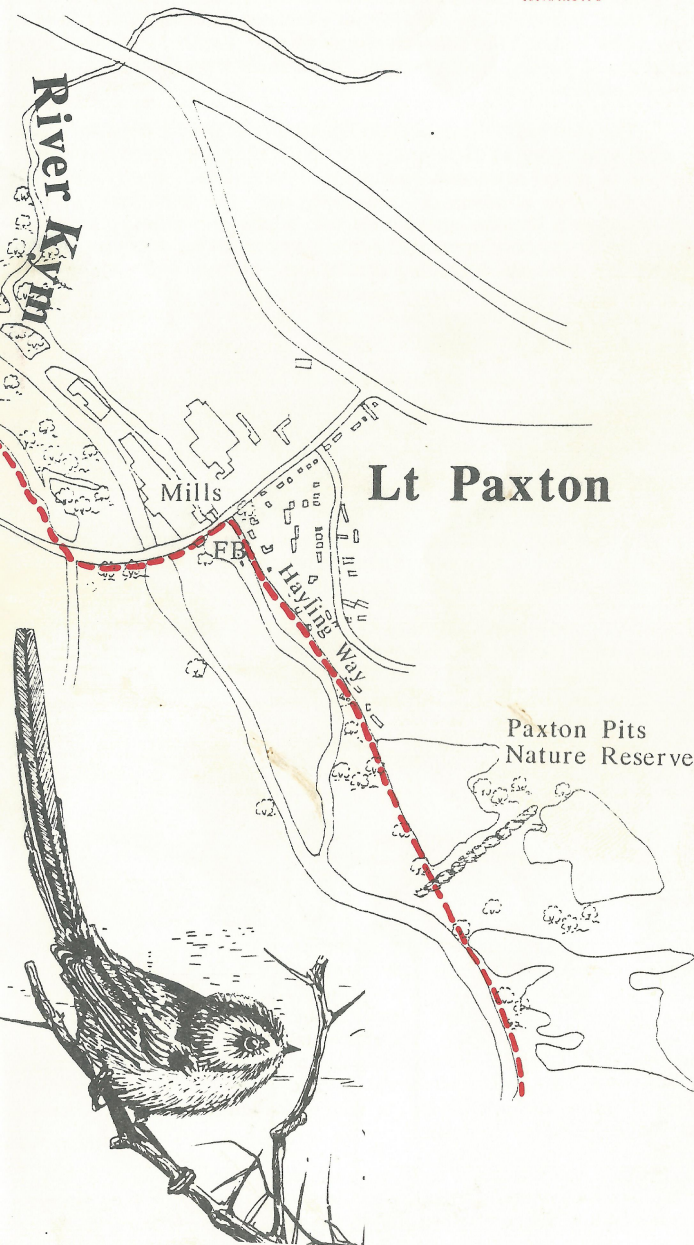 River Kym
Lt Paxton
Mills
FB
Hayling Way
Paxton Pits
Nature Reserve